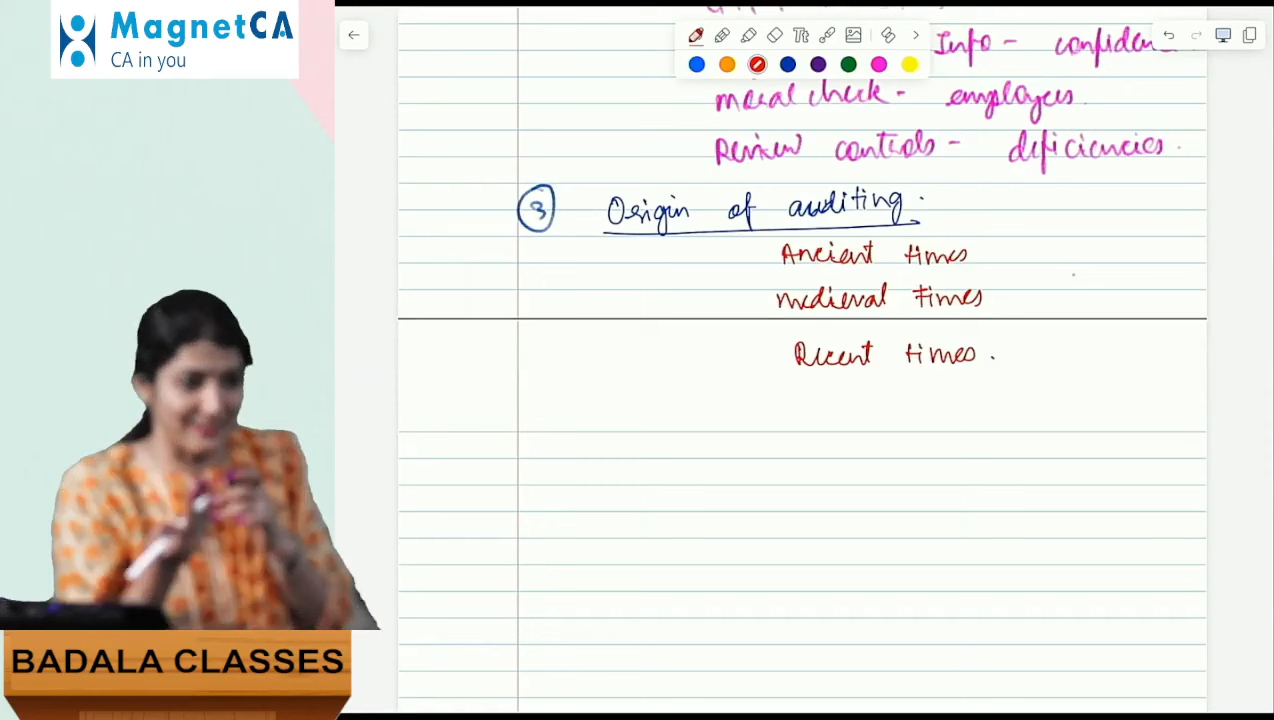 MagnetCA
CA in you
Info - confiden
moral check - employees
Review controls - deficiencies.
3 Origin of auditing.
Ancient times
medieval times
Recent times.
BADALA CLASSES